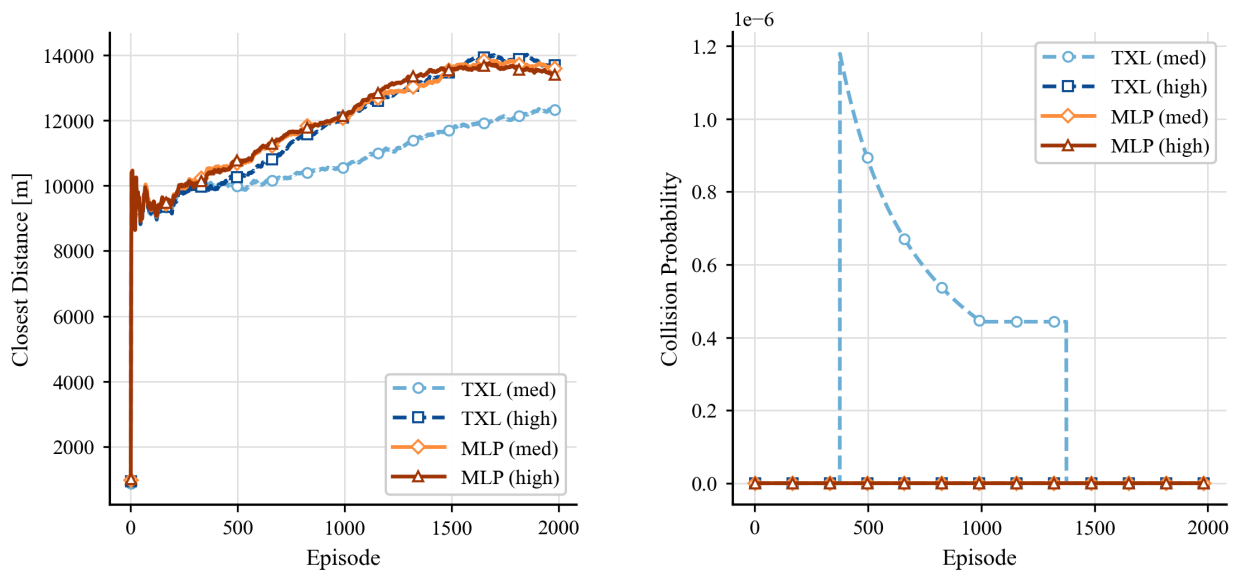 14000
12000
10000
8000
6000
4000
2000
Closest Distance [m]
0
500
1000
1500
2000
Episode
TXL (med)
TXL (high)
MLP (med)
MLP (high)
1e−6
1.2
1.0
0.8
0.6
0.4
0.2
0.0
Collision Probability
0
500
1000
1500
2000
Episode
TXL (med)
TXL (high)
MLP (med)
MLP (high)